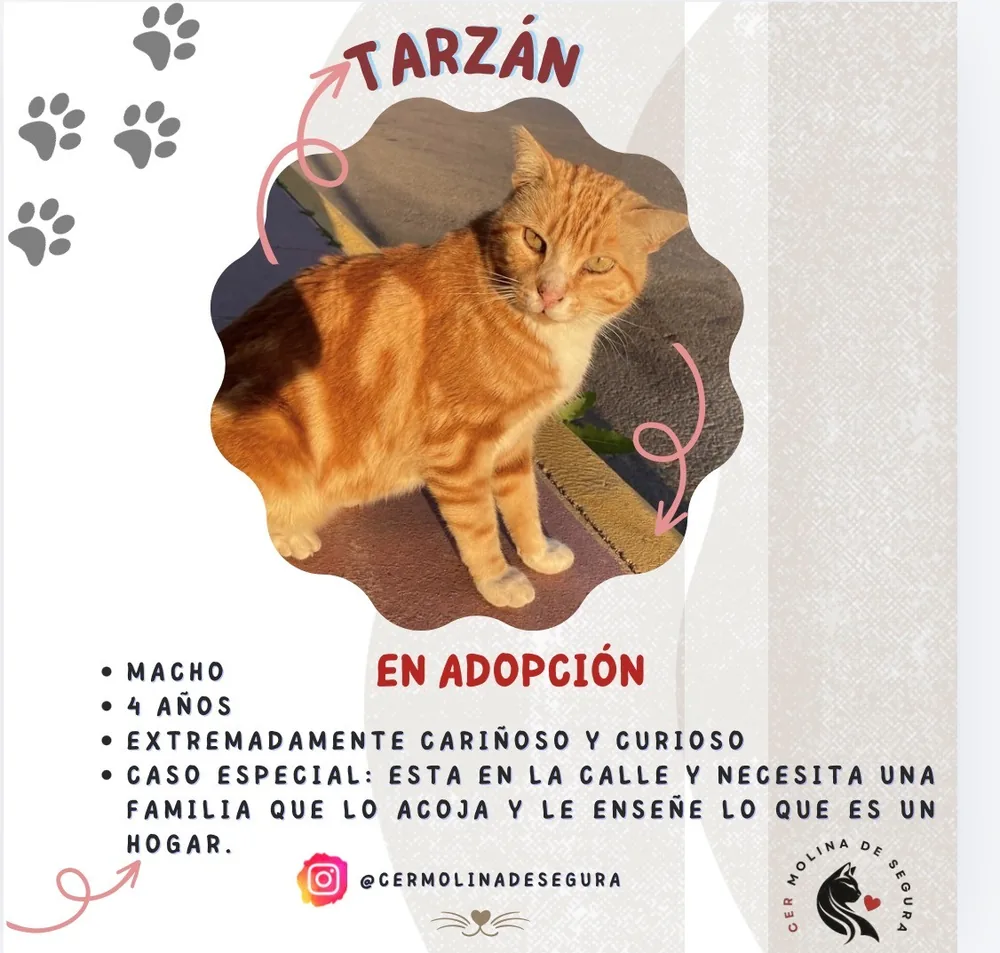 TARZÁN
EN ADOPCIÓN
• MACHO
• 4 AÑOS
• EXTREMADAMENTE CARIÑOSO Y CURIOSO
• CASO ESPECIAL: ESTA EN LA CALLE Y NECESITA UNA
FAMILIA QUE LO ACOJA Y LE ENSEÑE LO QUE ES UN
HOGAR.
@CERMOLINADESEGURA
CER MOLINA DE SEGURA